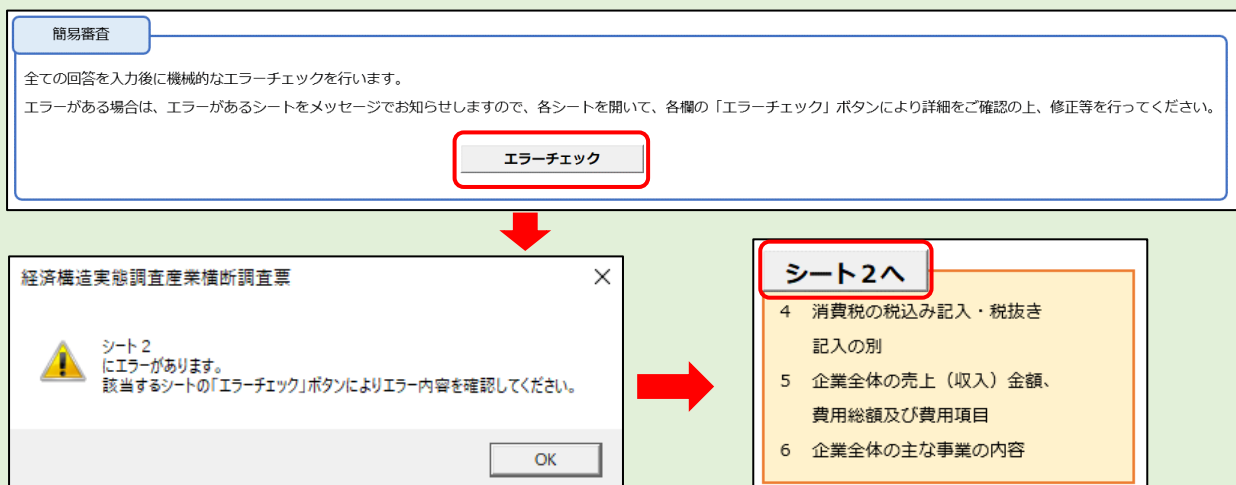 簡易審査
全ての回答を入力後に機械的なエラーチェックを行います。
エラーがある場合は、エラーがあるシートをメッセージでお知らせしますので、各シートを開いて、各欄の「エラーチェック」ボタンにより詳細をご確認の上、修正等を行ってください。
エラーチェック
経済構造実態調査産業横断調査票
シート2
にエラーがあります。
該当するシートの「エラーチェック」ボタンによりエラー内容を確認してください。
OK
シート2へ
4 消費税の税込み記入・税抜き
記入の別
5 企業全体の売上（収入）金額、
費用総額及び費用項目
6 企業全体の主な事業の内容